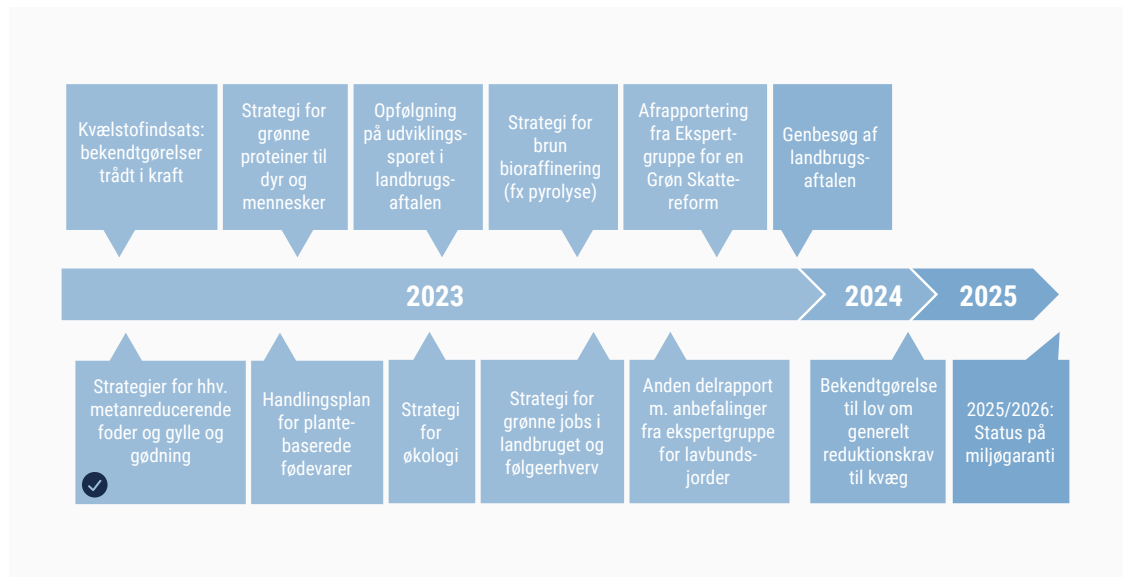 Kvælstofindsats:
bekendtgørelser
trådt i kraft
Strategi for
grønne
proteiner til
dyr og
mennesker
Opfølgning
på udviklings-
sporet i
landbrugs-
aftalen
Strategi for
brun
bioraffinering
(fx pyrolyse)
Afrapportering
fra Ekspert-
gruppe for en
Grøn Skatte-
reform
Genbesøg af
landbrugs-
aftalen
2023
2024
2025
Strategier for hhv.
metanreducerende
foder og gylle og
gødning
Handlingsplan
for plante-
baserede
fødevarer
Strategi
for
økologi
Strategi for
grønne jobs i
landbruget og
følgeerhverv
Anden delrapport
m. anbefalinger
fra ekspertgruppe
for lavbunds-
jorder
Bekendtgørelse
til lov om
generelt
reduktionskrav
til kvæg
2025/2026:
Status på
miljøgaranti